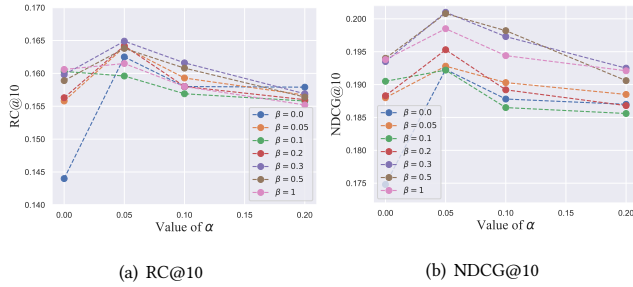 0.170
0.165
0.160
0.155
0.150
0.145
0.140
RC@10
0.00 0.05 0.10 0.15 0.20
Value of α
β = 0.0
β = 0.05
β = 0.1
β = 0.2
β = 0.3
β = 0.5
β = 1
(a) RC@10
0.200
0.195
0.190
0.185
0.180
0.175
NDCG@10
0.00 0.05 0.10 0.15 0.20
Value of α
β = 0.0
β = 0.05
β = 0.1
β = 0.2
β = 0.3
β = 0.5
β = 1
(b) NDCG@10